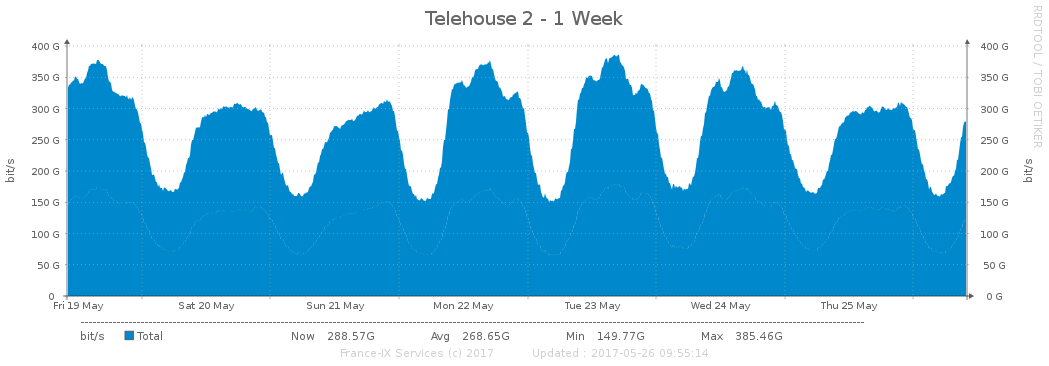 Telehouse 2 - 1 Week
RRDTOOL / TOBI OETIKER
400 G 400 G
350 G 350 G
300 G 300 G
250 G 250 G
200 G 200 G
150 G 150 G
100 G 100 G
50 G 50 G
0 0 G
bit/s bit/s
Fri 19 May Sat 20 May Sun 21 May Mon 22 May Tue 23 May Wed 24 May Thu 25 May
bit/s Total Now 288.57G Avg 268.65G Min 149.77G Max 385.46G
France-IX Services (c) 2017 Updated : 2017-05-26 09:55:14